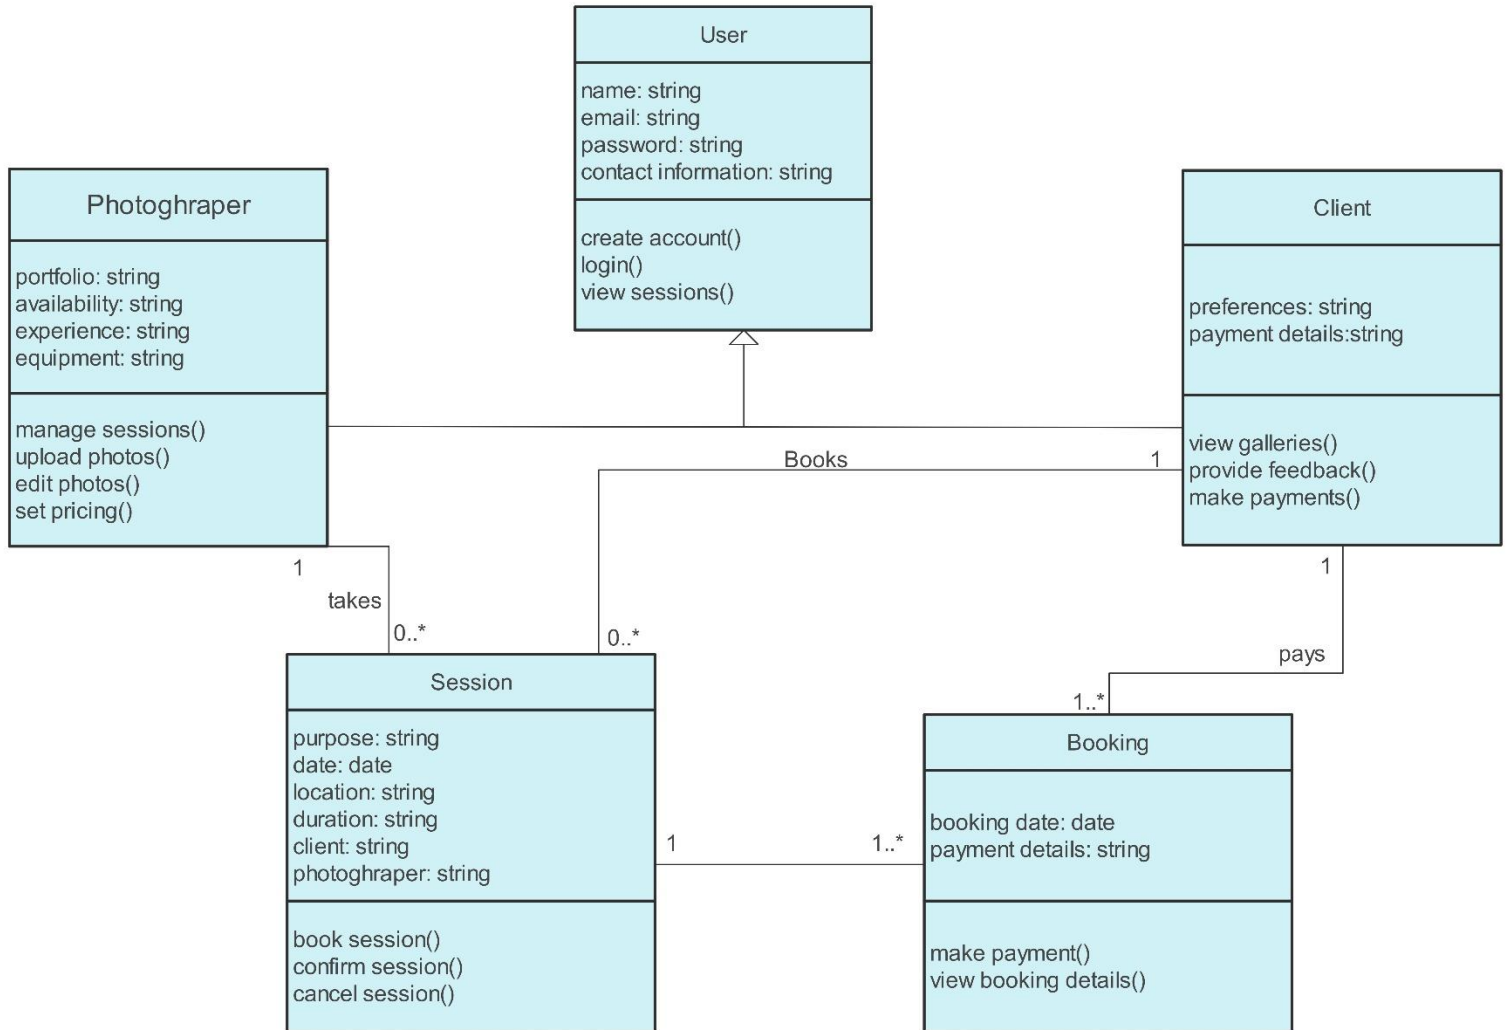 User
name: string
email: string
password: string
contact information: string
create account()
login()
view sessions()
Photoghraper
portfolio: string
availability: string
experience: string
equipment: string
manage sessions()
upload photos()
edit photos()
set pricing()
Client
preferences: string
payment details:string
view galleries()
provide feedback()
make payments()
Books
1
1
takes
0..*
0..*
1
pays
1..*
Session
purpose: string
date: date
location: string
duration: string
client: string
photoghraper: string
book session()
confirm session()
cancel session()
1
1..*
Booking
booking date: date
payment details: string
make payment()
view booking details()